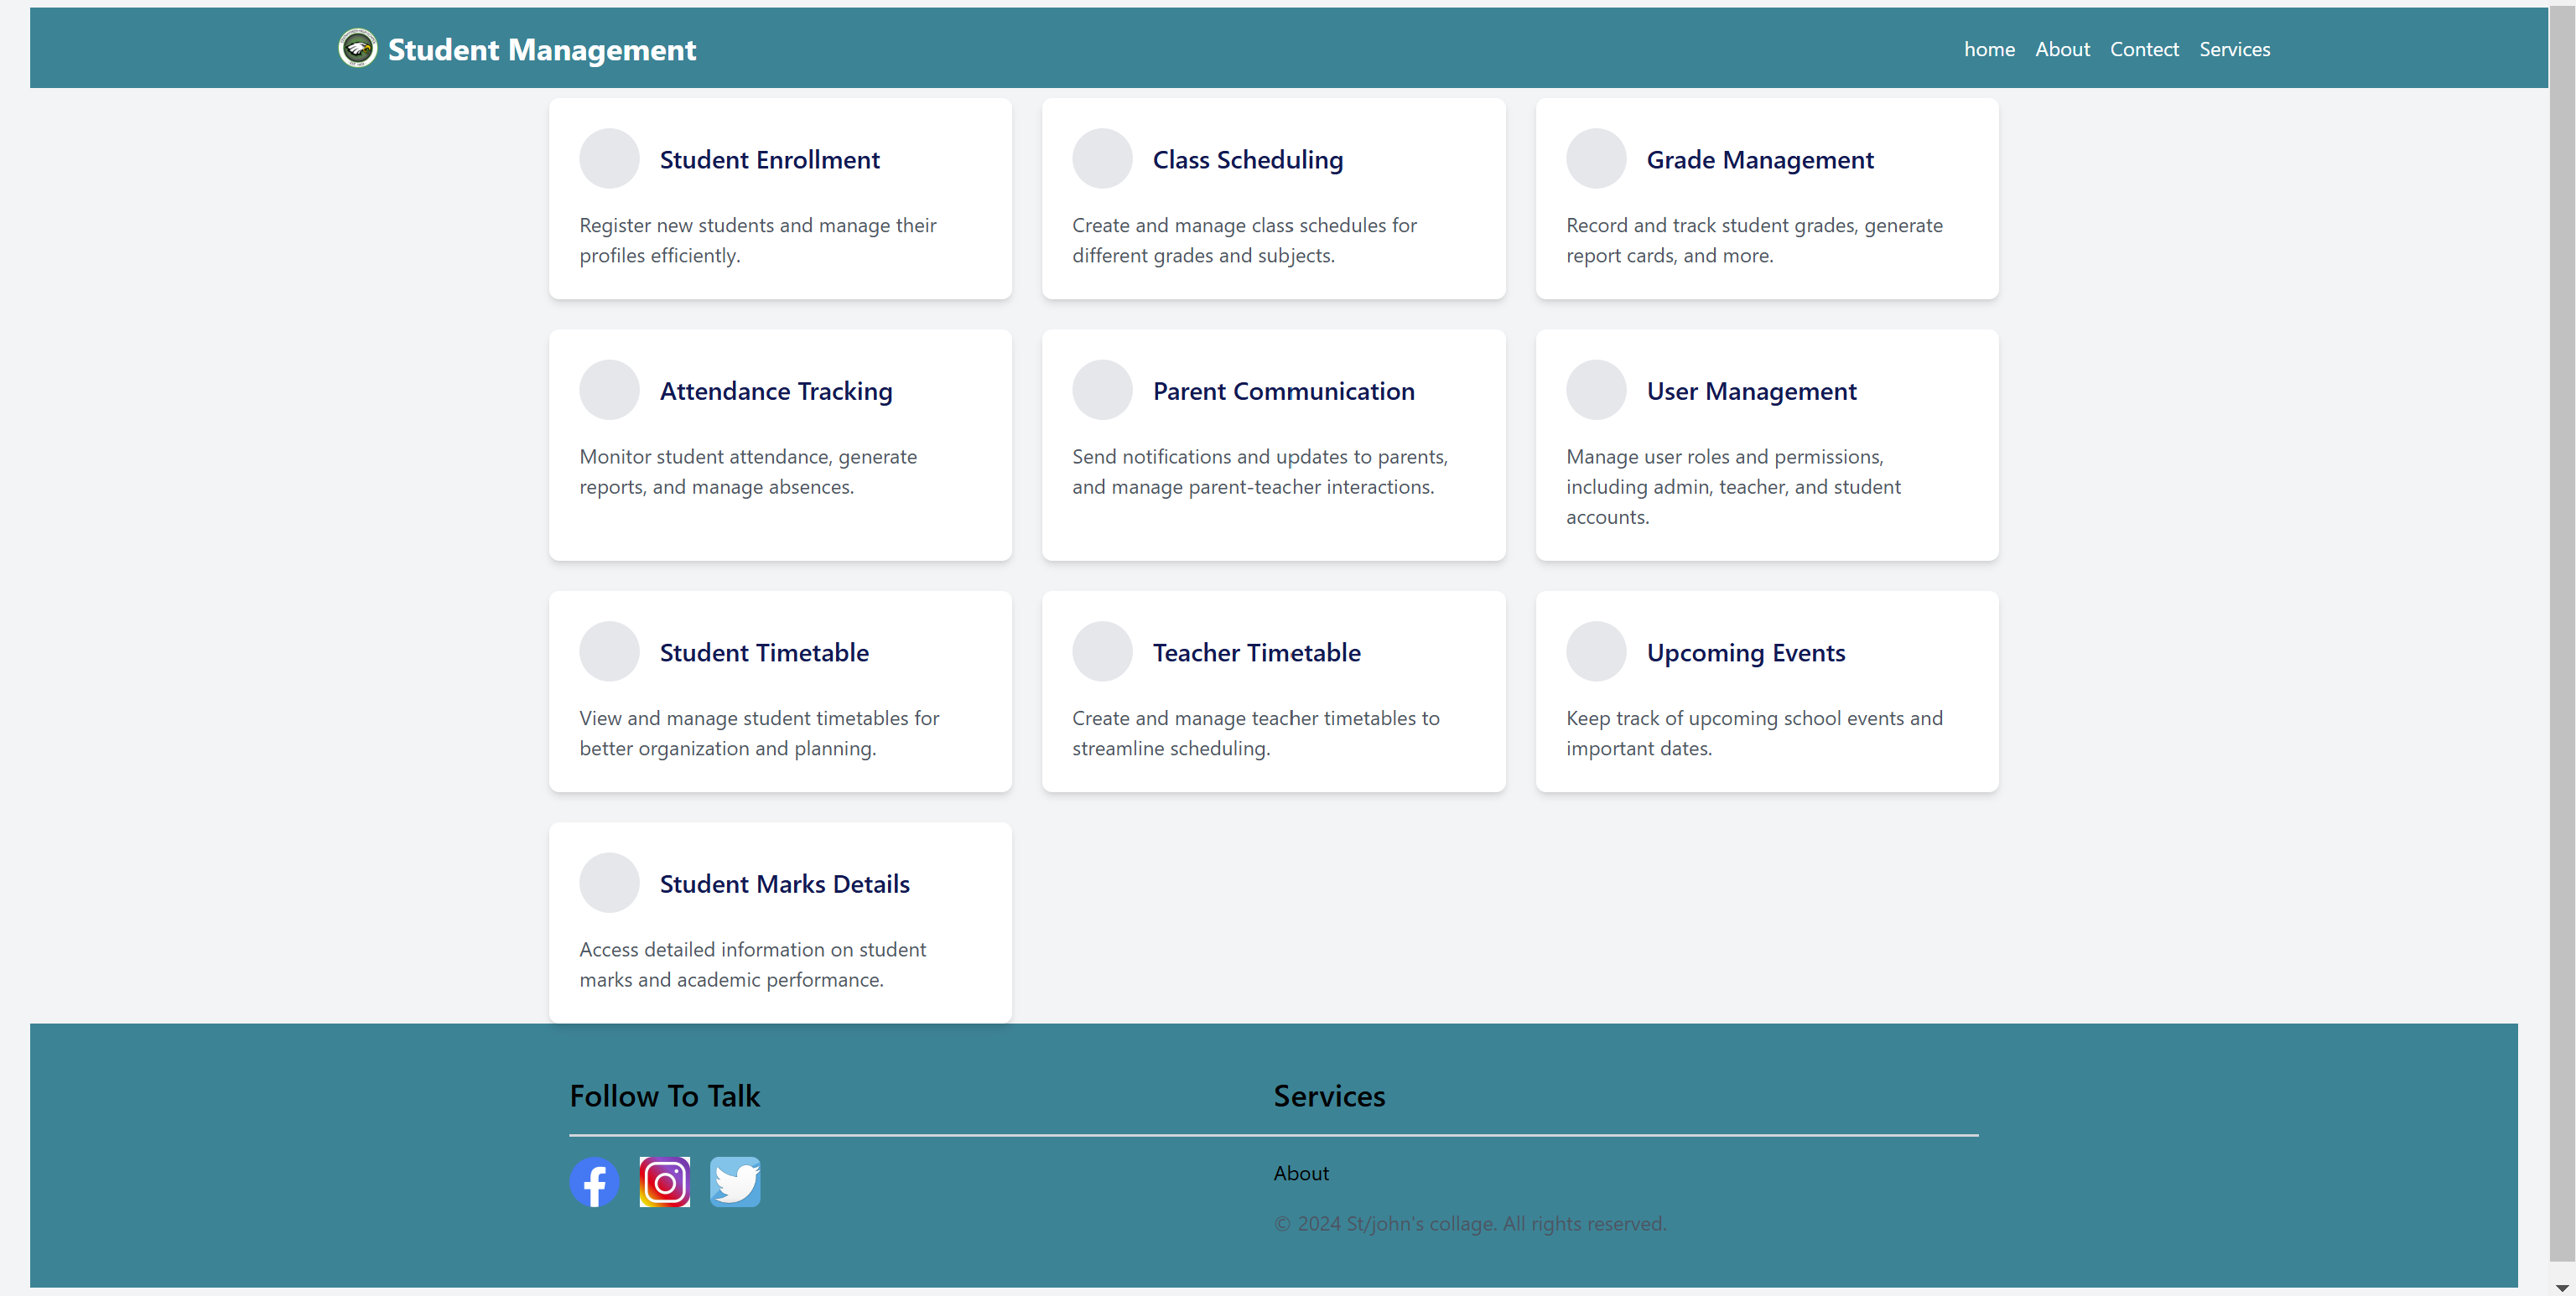 Student Management
home About Contect Services
Student Enrollment
Register new students and manage their
profiles efficiently.
Class Scheduling
Create and manage class schedules for
different grades and subjects.
Grade Management
Record and track student grades, generate
report cards, and more.
Attendance Tracking
Monitor student attendance, generate
reports, and manage absences.
Parent Communication
Send notifications and updates to parents,
and manage parent-teacher interactions.
User Management
Manage user roles and permissions,
including admin, teacher, and student
accounts.
Student Timetable
View and manage student timetables for
better organization and planning.
Teacher Timetable
Create and manage teacher timetables to
streamline scheduling.
Upcoming Events
Keep track of upcoming school events and
important dates.
Student Marks Details
Access detailed information on student
marks and academic performance.
Follow To Talk
Services
About
© 2024 St/john's collage. All rights reserved.